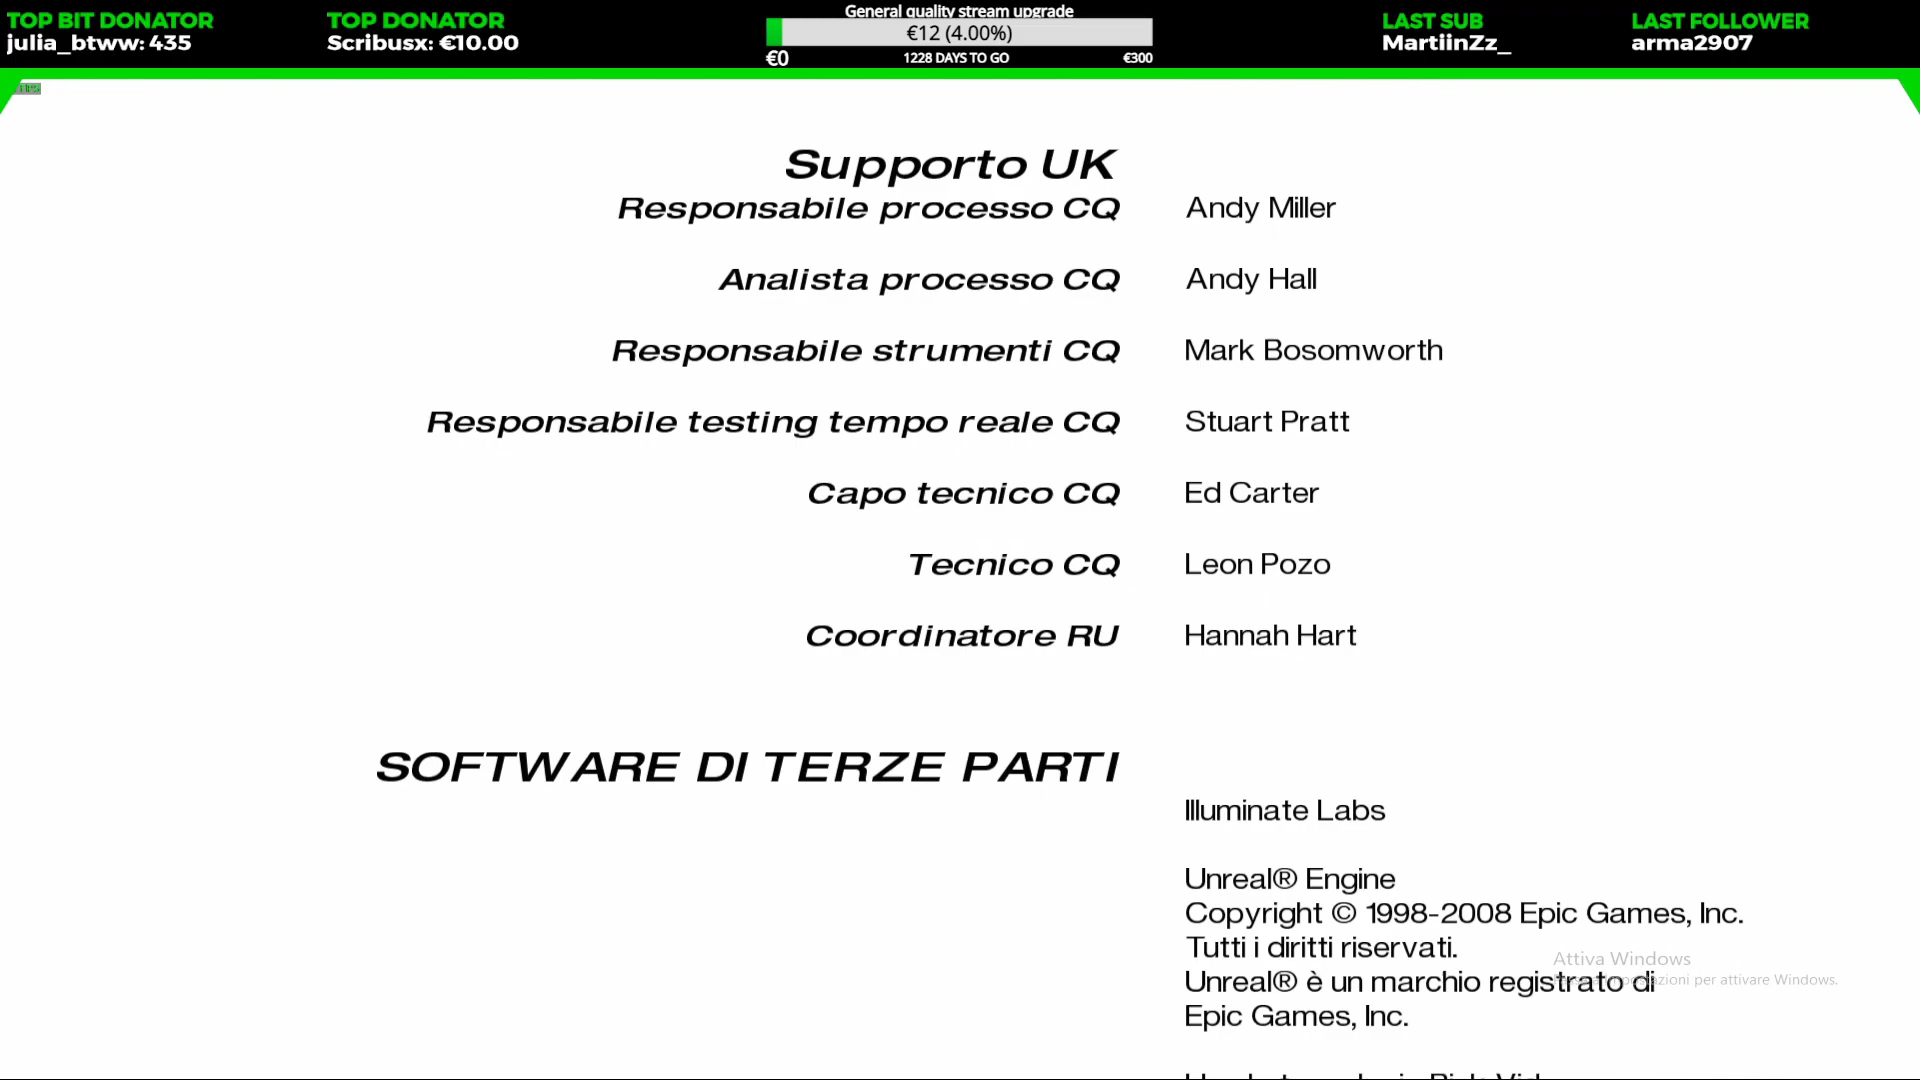 TOP BIT DONATOR
julia_btww: 435
TOP DONATOR
Scribusx: €10.00
General quality stream upgrade
€12 (4.00%)
€0
1228 DAYS TO GO
€300
LAST SUB
MartiinZz_
LAST FOLLOWER
arma2907
Supporto UK
Responsabile processo CQ Andy Miller
Analista processo CQ Andy Hall
Responsabile strumenti CQ Mark Bosomworth
Responsabile testing tempo reale CQ Stuart Pratt
Capo tecnico CQ Ed Carter
Tecnico CQ Leon Pozo
Coordinatore RU Hannah Hart
SOFTWARE DI TERZE PARTI
Illuminate Labs
Unreal® Engine
Copyright © 1998-2008 Epic Games, Inc.
Tutti i diritti riservati.
Unreal® è un marchio registrato di
Epic Games, Inc.
Attiva Windows
per attivare Windows.